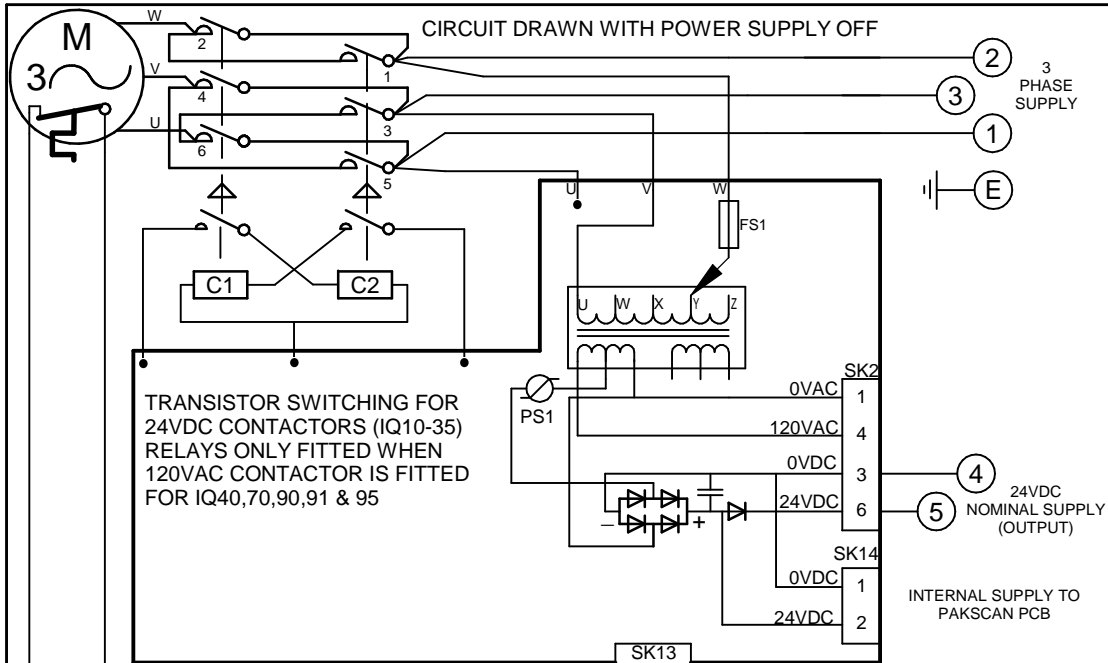 CIRCUIT DRAWN WITH POWER SUPPLY OFF
W
M
3
V
U
2
4
6
1
3
5
2
3
1
3
PHASE
SUPPLY
E
U
V
W
FS1
C1
C2
U W X Y Z
PS1
TRANSISTOR SWITCHING FOR
24VDC CONTACTORS (IQ10-35)
RELAYS ONLY FITTED WHEN
120VAC CONTACTOR IS FITTED
FOR IQ40,70,90,91 & 95
SK2
0VAC 1
120VAC 4
0VDC 3
24VDC 6
– +
4
5
24VDC
NOMINAL SUPPLY
(OUTPUT)
SK14
0VDC 1
24VDC 2
INTERNAL SUPPLY TO
PAKSCAN PCB
SK13